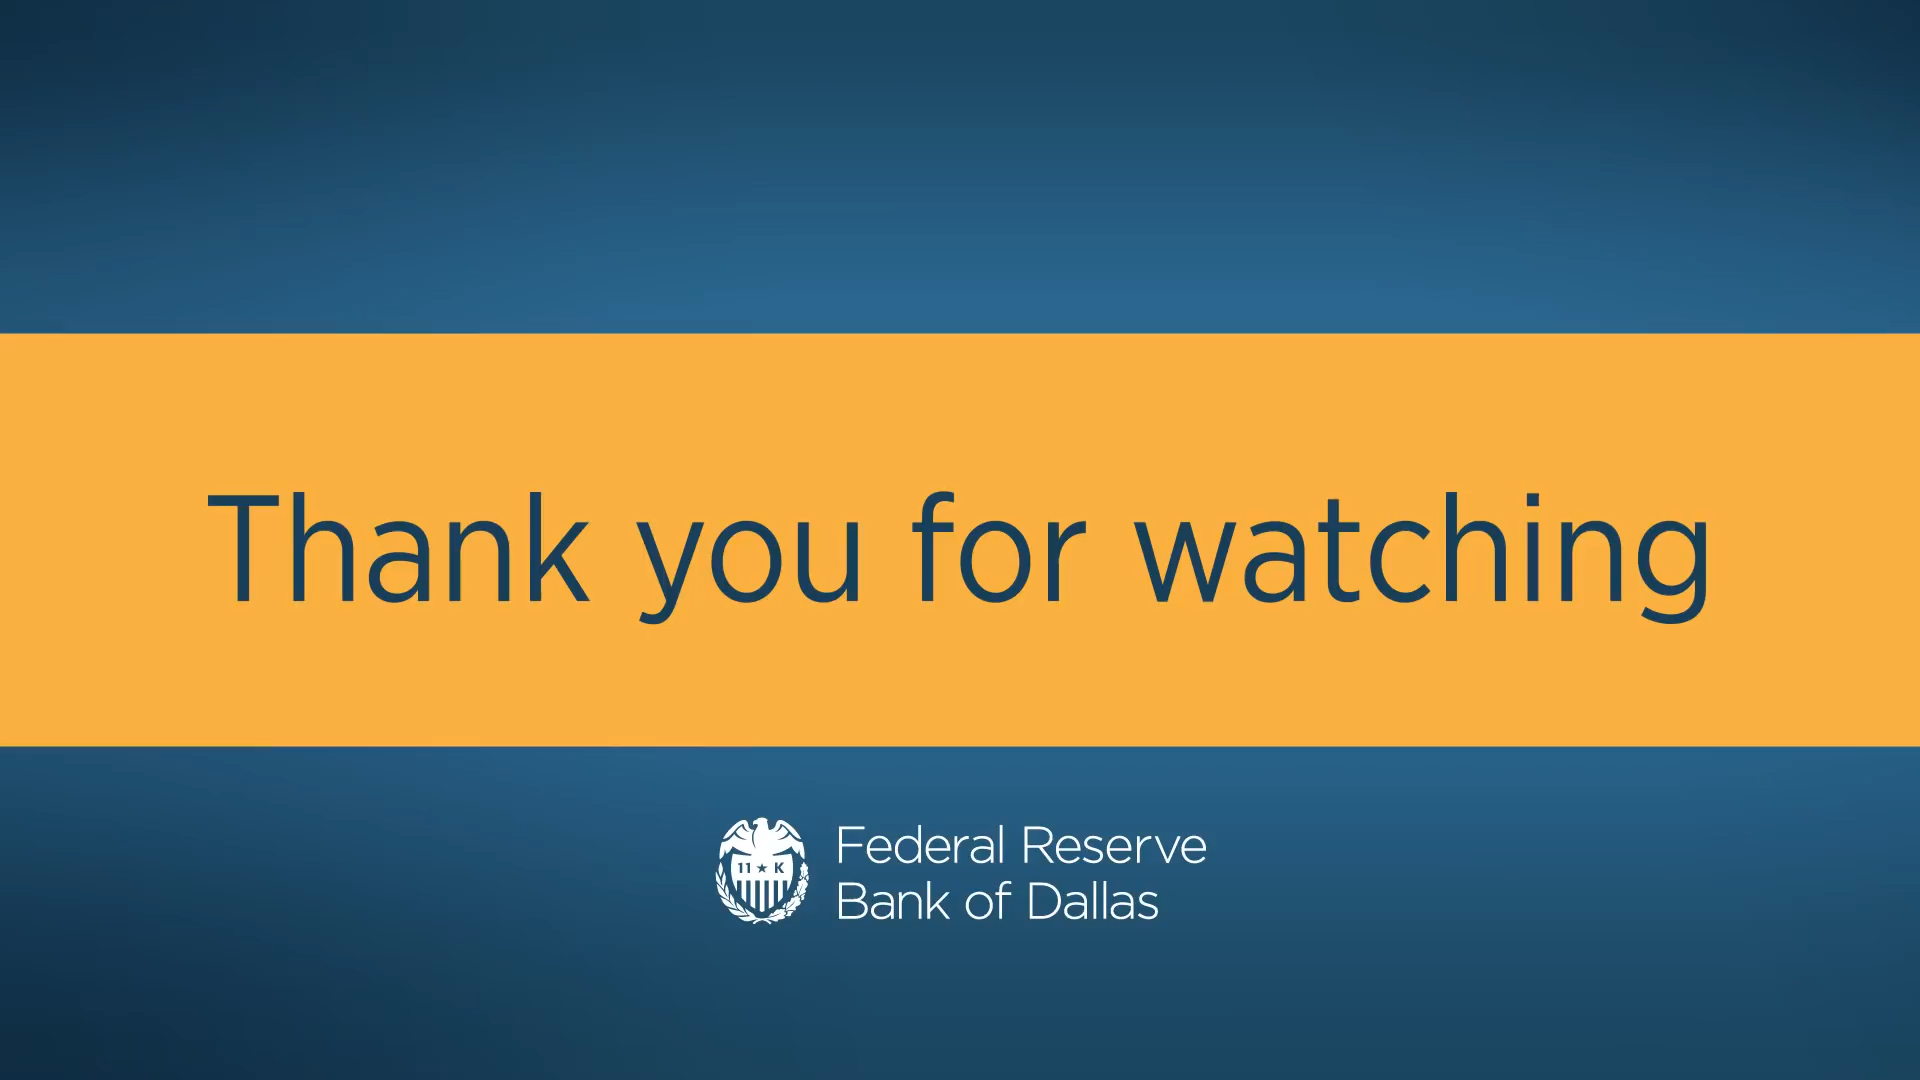 Thank you for watching
11 ★ K
Federal Reserve
Bank of Dallas